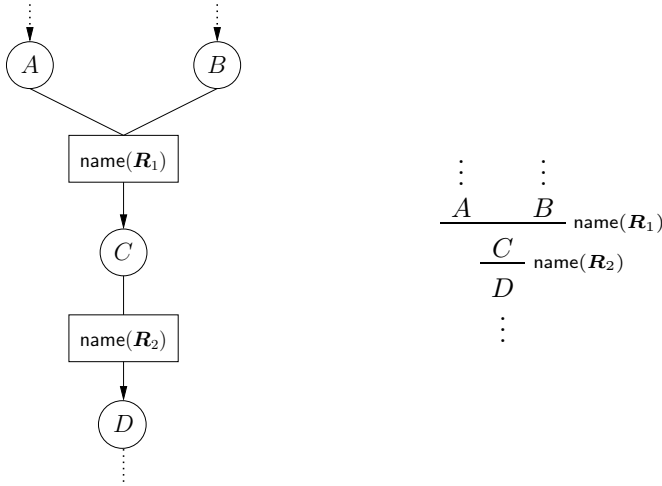 A B
name(R₁)
C
name(R₂)
D
⋮ ⋮
A B name(R₁)
C name(R₂)
D
⋮